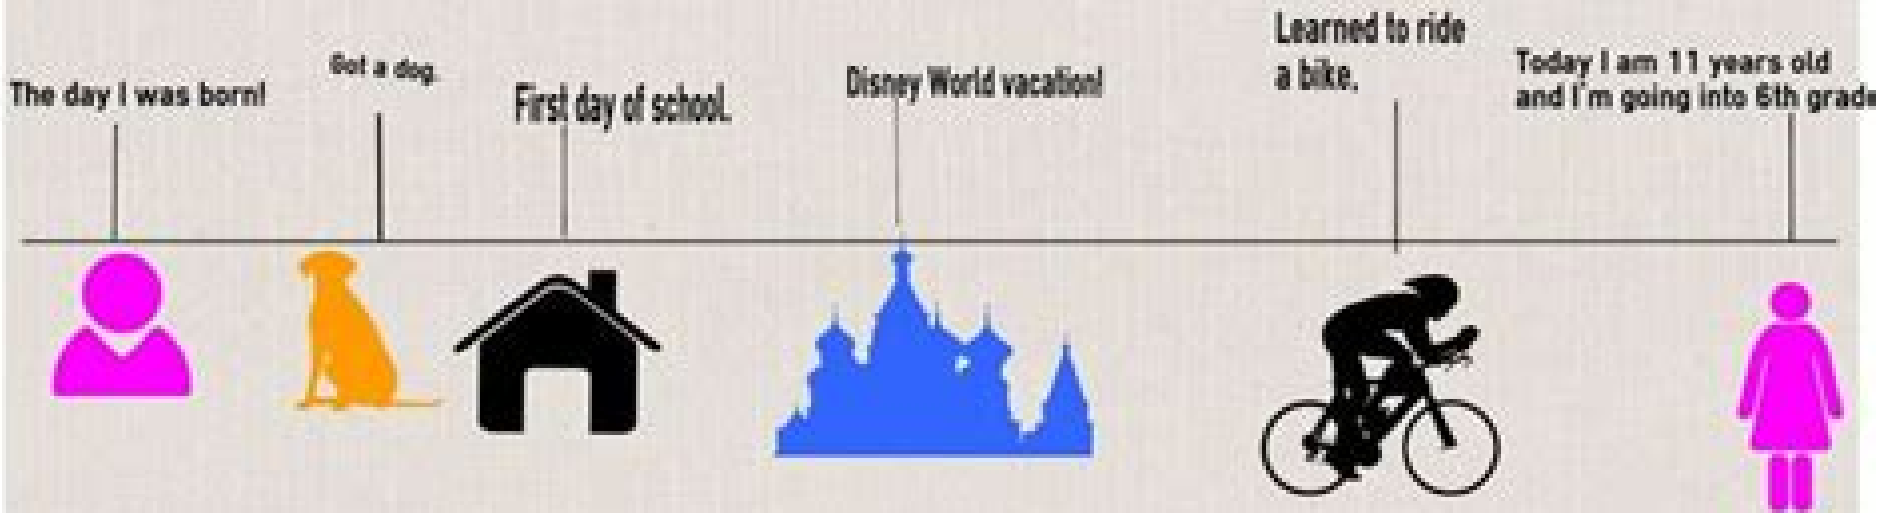 The day I was born!
Got a dog.
First day of school.
Disney World vacation!
Learned to ride
a bike.
Today I am 11 years old
and I'm going into 6th grade